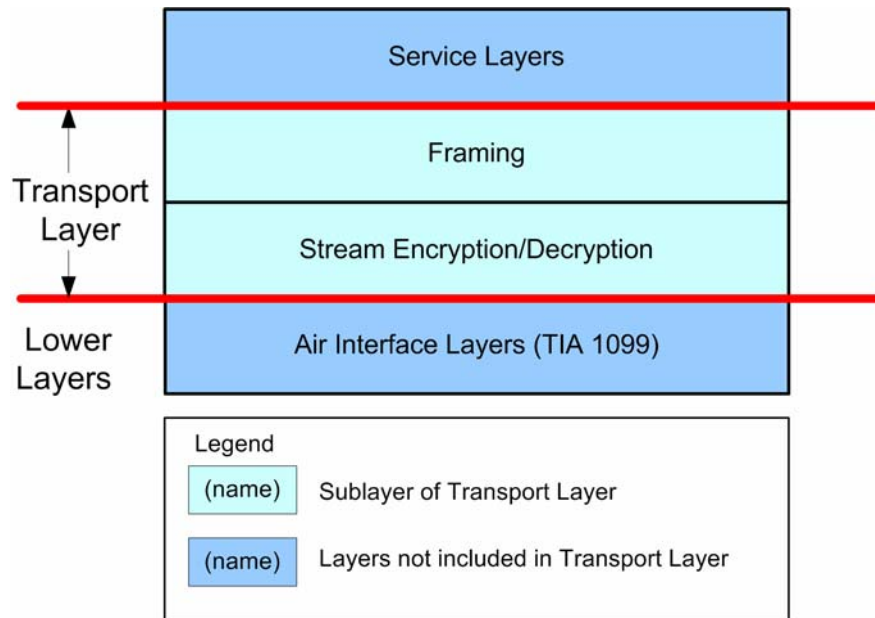 Service Layers
Framing
Transport
Layer
Stream Encryption/Decryption
Lower
Layers
Air Interface Layers (TIA 1099)
Legend
(name)
Sublayer of Transport Layer
(name)
Layers not included in Transport Layer